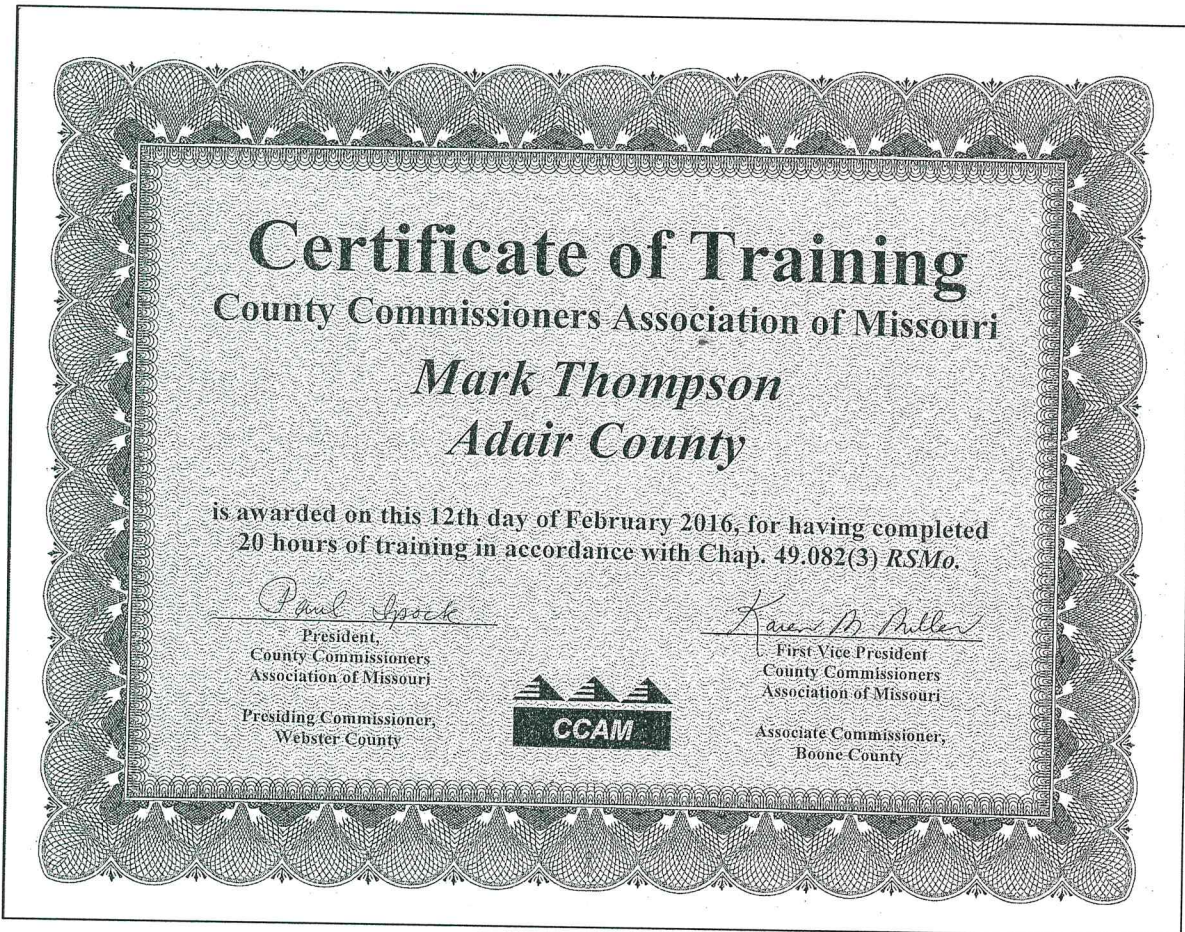 Certificate of Training
County Commissioners Association of Missouri
Mark Thompson
Adair County
is awarded on this 12th day of February 2016, for having completed
20 hours of training in accordance with Chap. 49.082(3) RSMo.
Paul Ipock
President,
County Commissioners
Association of Missouri
Presiding Commissioner,
Webster County
CCAM
Karen M Miller
First Vice President
County Commissioners
Association of Missouri
Associate Commissioner,
Boone County